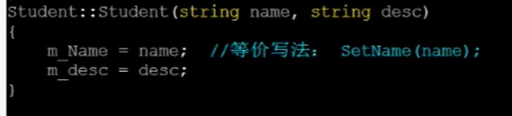 Student::Student(string name, string desc)
{
    m_Name = name;  //等价写法： SetName(name);
    m_desc = desc;
}